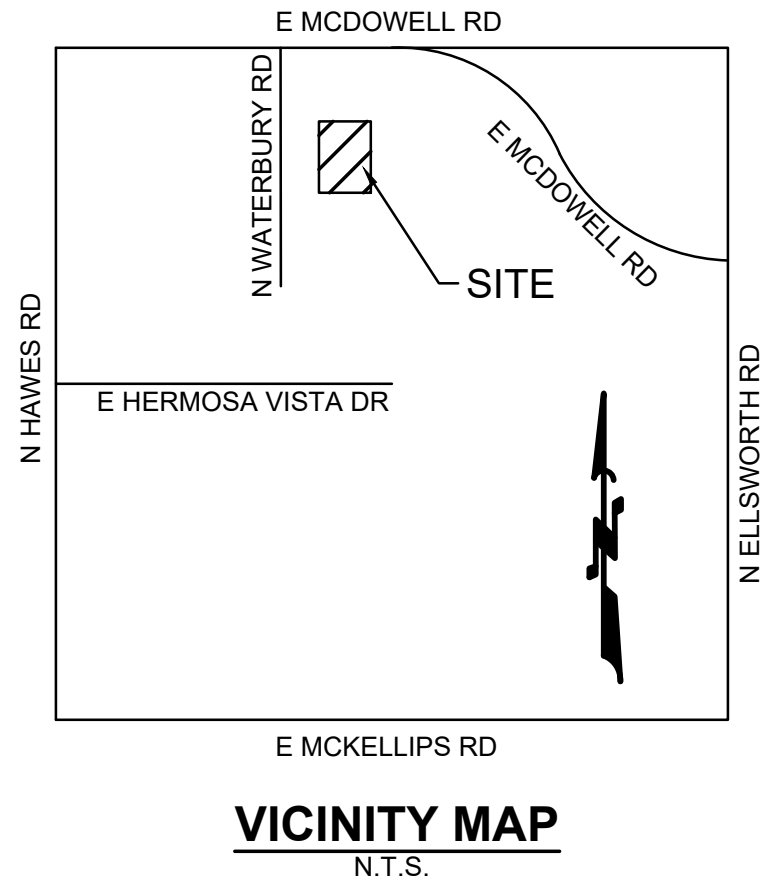 E MCDOWELL RD
N WATERBURY RD
E MCDOWELL RD
SITE
N HAWES RD
E HERMOSA VISTA DR
N ELLSWORTH RD
N
E MCKELLIPS RD
VICINITY MAP
N.T.S.